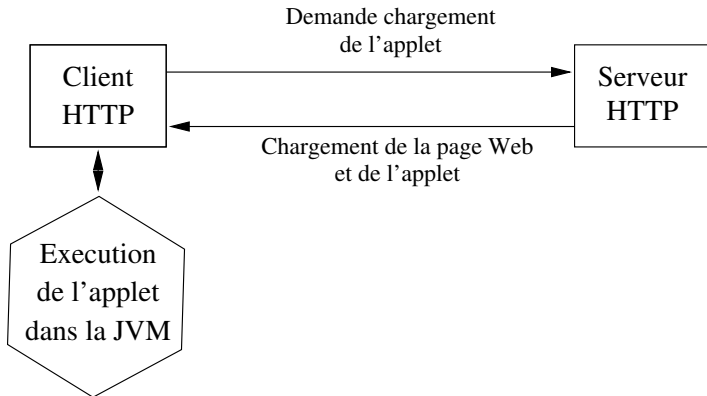 Demande chargement
de l'applet
Client
HTTP
Serveur
HTTP
Chargement de la page Web
et de l'applet
Execution
de l'applet
dans la JVM